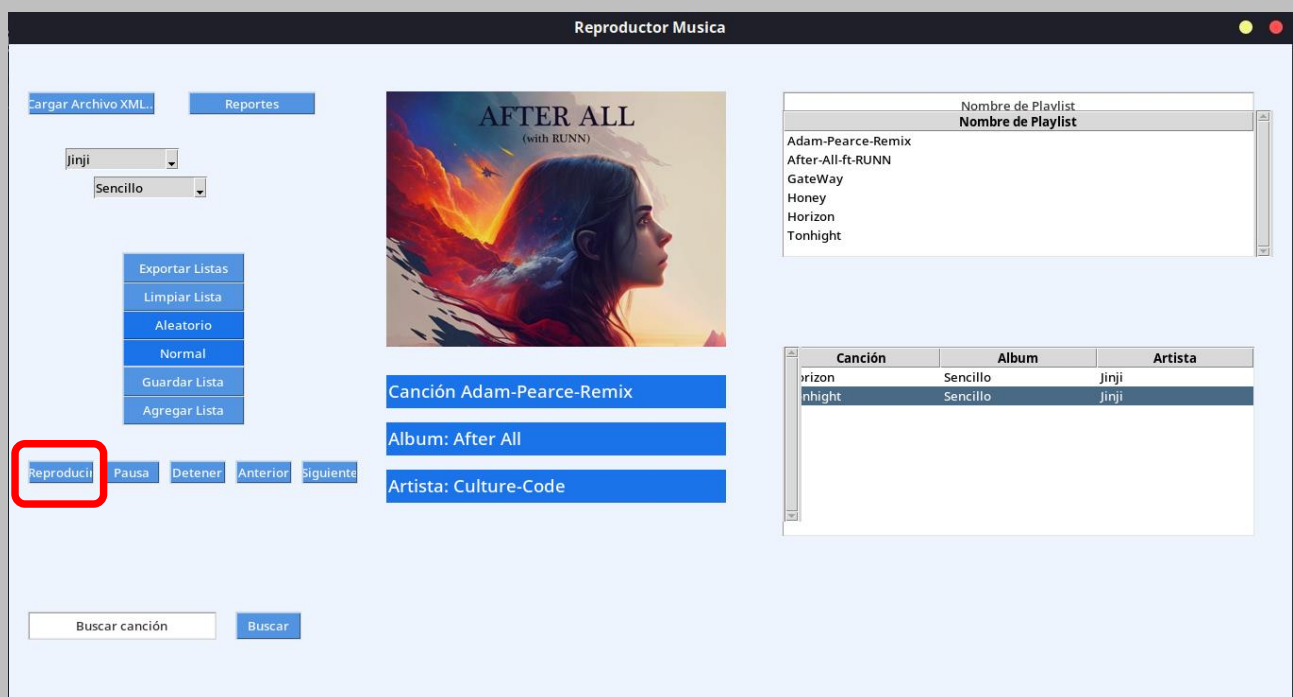 Reproductor Musica
Cargar Archivo XML..
Reportes
Jinji
Sencillo
Exportar Listas
Limpiar Lista
Aleatorio
Normal
Guardar Lista
Agregar Lista
Reproducir
Pausa
Detener
Anterior
Siguiente
Buscar canción
Buscar
AFTER ALL
(with RUNN)
Canción Adam-Pearce-Remix
Album: After All
Artista: Culture-Code
Nombre de Playlist
Nombre de Playlist
Adam-Pearce-Remix
After-All-ft-RUNN
GateWay
Honey
Horizon
Tonhight
Canción Album Artista
orizon Sencillo Jinji
onhight Sencillo Jinji